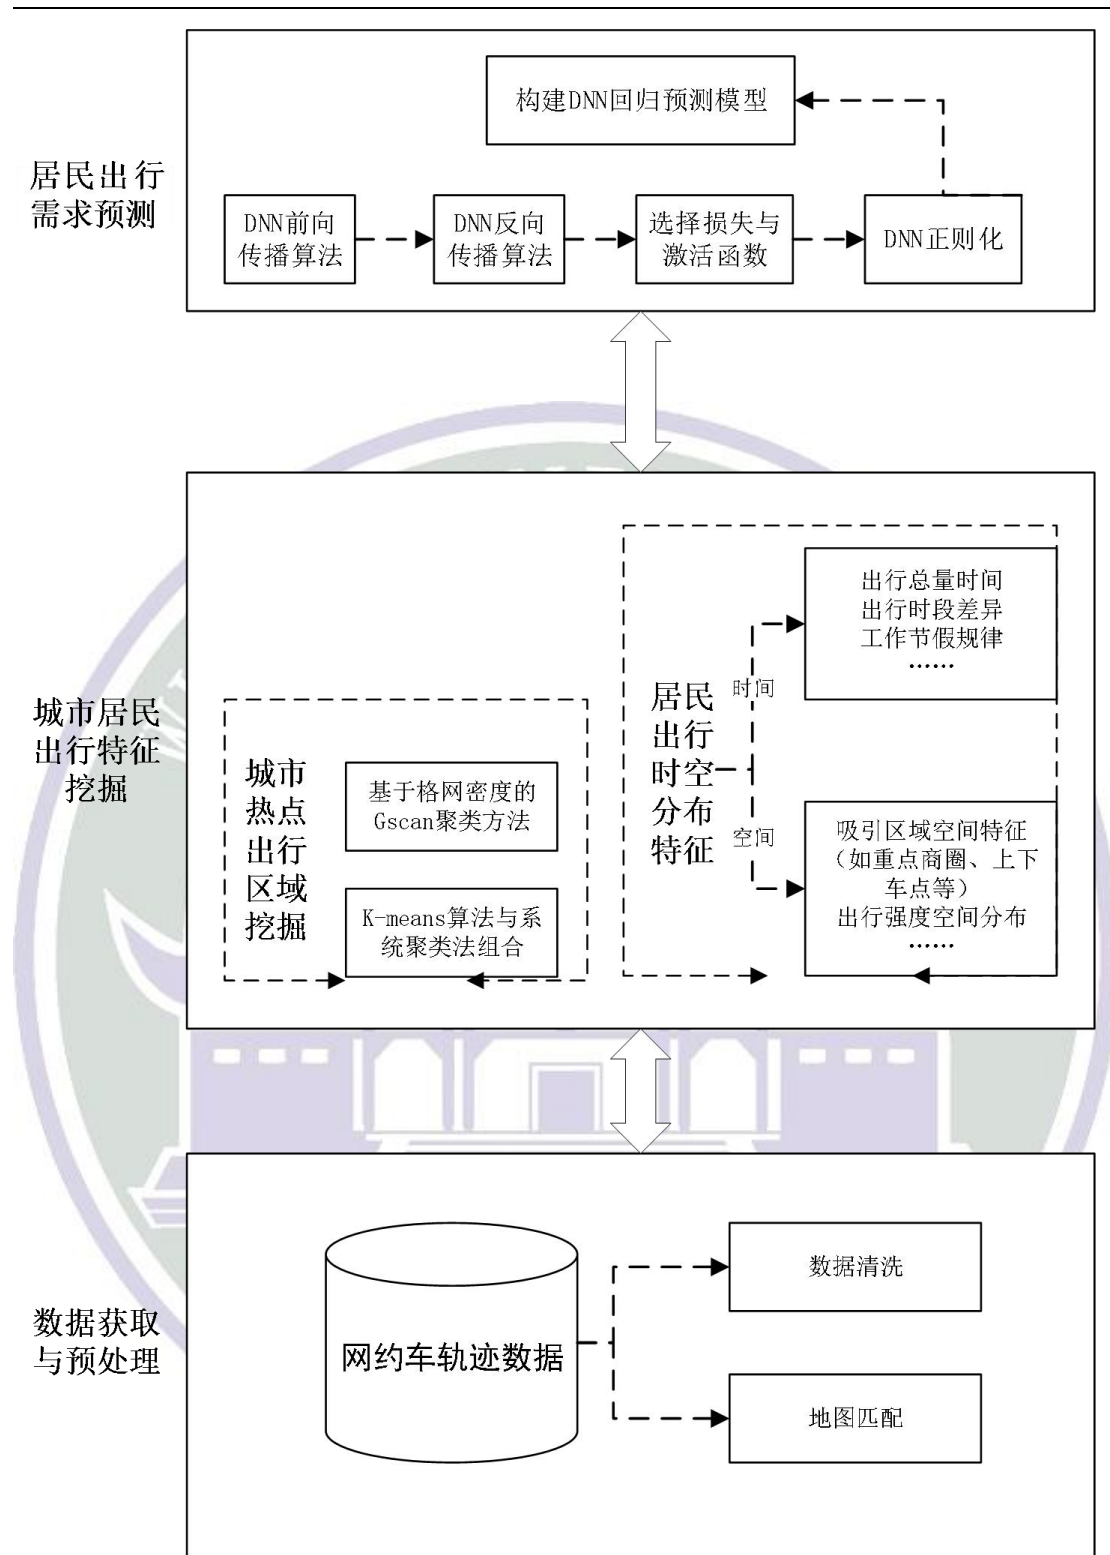 构建DNN回归预测模型
居民出行
需求预测
DNN前向
传播算法
DNN反向
传播算法
选择损失与
激活函数
DNN正则化
城市居民
出行特征
挖掘
城市
热点
出行
区域
挖掘
基于格网密度的
Gscan聚类方法
K-means算法与系
统聚类法组合
居民
出行
时空
分布
特征
时间
空间
出行总量时间
出行时段差异
工作节假规律
……
吸引区域空间特征
（如重点商圈、上下
车点等）
出行强度空间分布
……
数据获取
与预处理
网约车轨迹数据
数据清洗
地图匹配